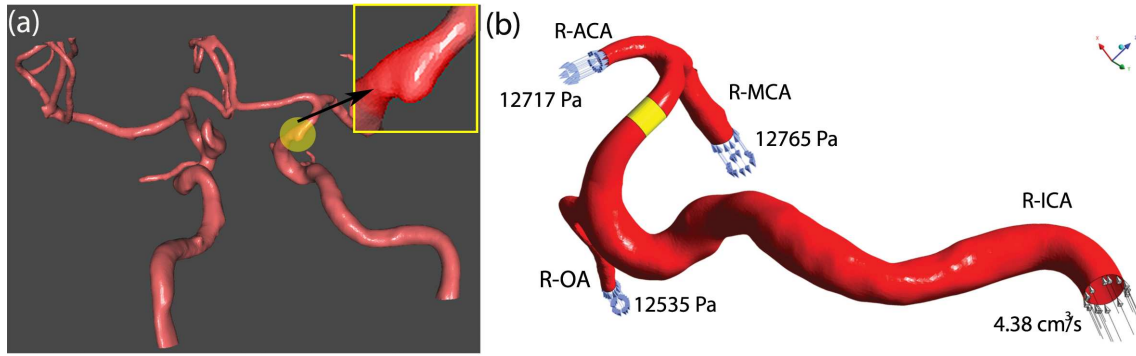 (a)
(b)
R-ACA
12717 Pa
R-MCA
12765 Pa
R-ICA
R-OA
12535 Pa
4.38 cm³/s